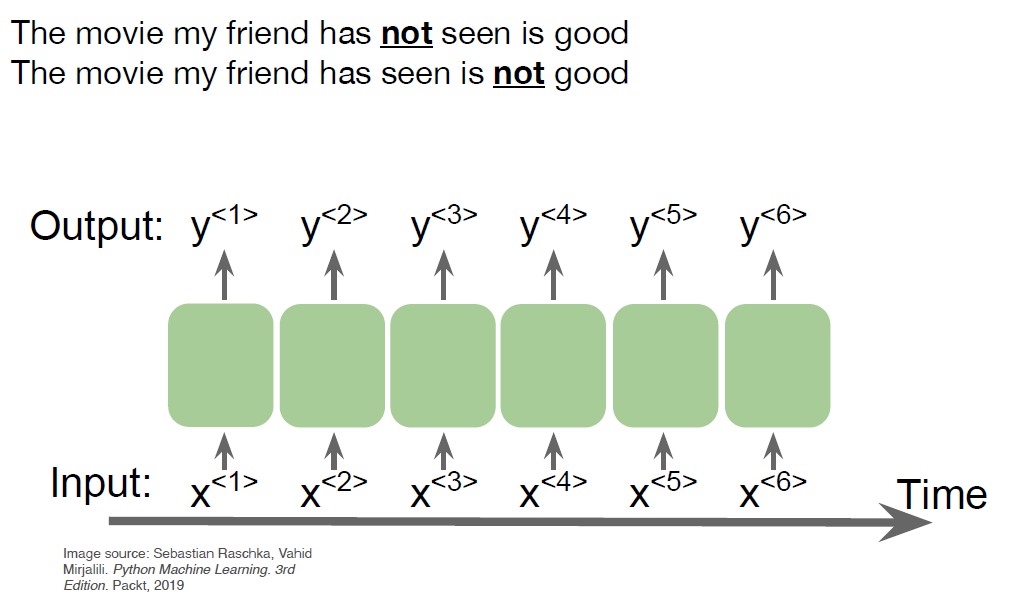 The movie my friend has not seen is good
The movie my friend has seen is not good
Output: y<1> y<2> y<3> y<4> y<5> y<6>
Input: x<1> x<2> x<3> x<4> x<5> x<6> Time
Image source: Sebastian Raschka, Vahid
Mirjalili. Python Machine Learning. 3rd
Edition. Packt, 2019